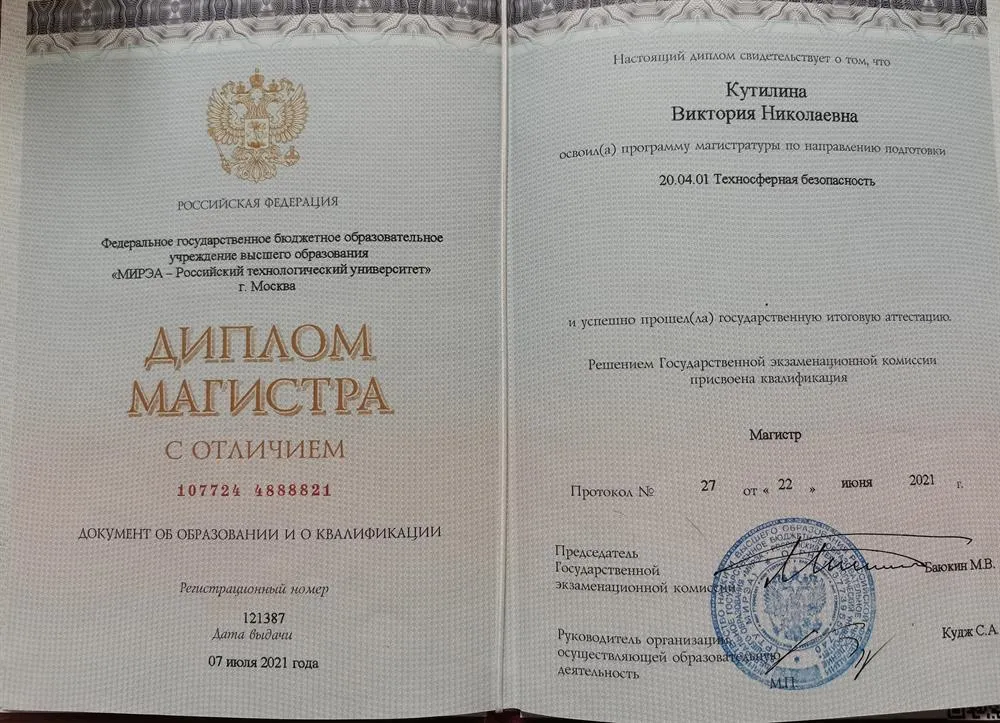 РОССИЙСКАЯ ФЕДЕРАЦИЯ
Федеральное государственное бюджетное образовательное
учреждение высшего образования
«МИРЭА – Российский технологический университет»
г. Москва
ДИПЛОМ
МАГИСТРА
С ОТЛИЧИЕМ
107724 4888821
ДОКУМЕНТ ОБ ОБРАЗОВАНИИ И О КВАЛИФИКАЦИИ
Регистрационный номер
121387
Дата выдачи
07 июля 2021 года
Настоящий диплом свидетельствует о том, что
Кутилина
Виктория Николаевна
освоил(а) программу магистратуры по направлению подготовки
20.04.01 Техносферная безопасность
и успешно прошел(ла) государственную итоговую аттестацию.
Решением Государственной экзаменационной комиссии
присвоена квалификация
Магистр
Протокол № 27 от « 22 » июня 2021 г.
Председатель
Государственной
экзаменационной комиссии
Баюкин М.В.
Руководитель организации,
осуществляющей образовательную
деятельность
Кудж С.А.
М.П.